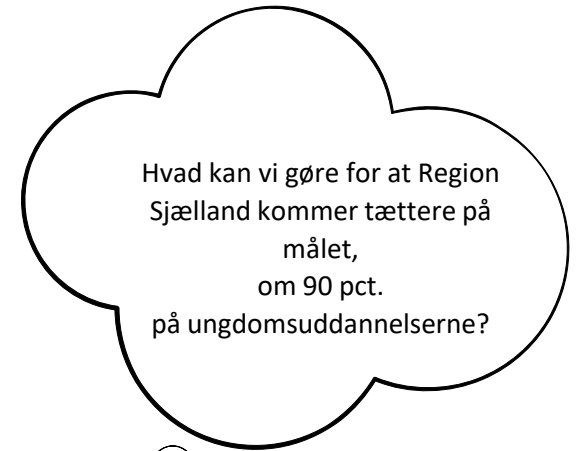 Hvad kan vi gøre for at Region
Sjælland kommer tættere på
målet,
om 90 pct.
på ungdomsuddannelserne?